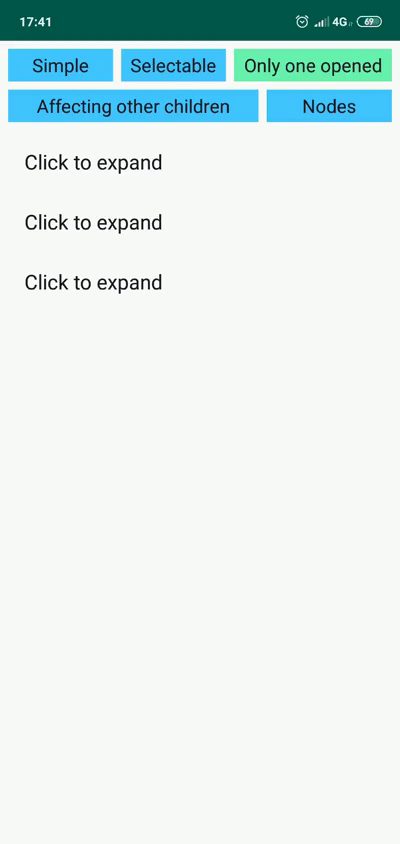 17:41 4G 69
Simple Selectable Only one opened
Affecting other children Nodes
Click to expand
Click to expand
Click to expand